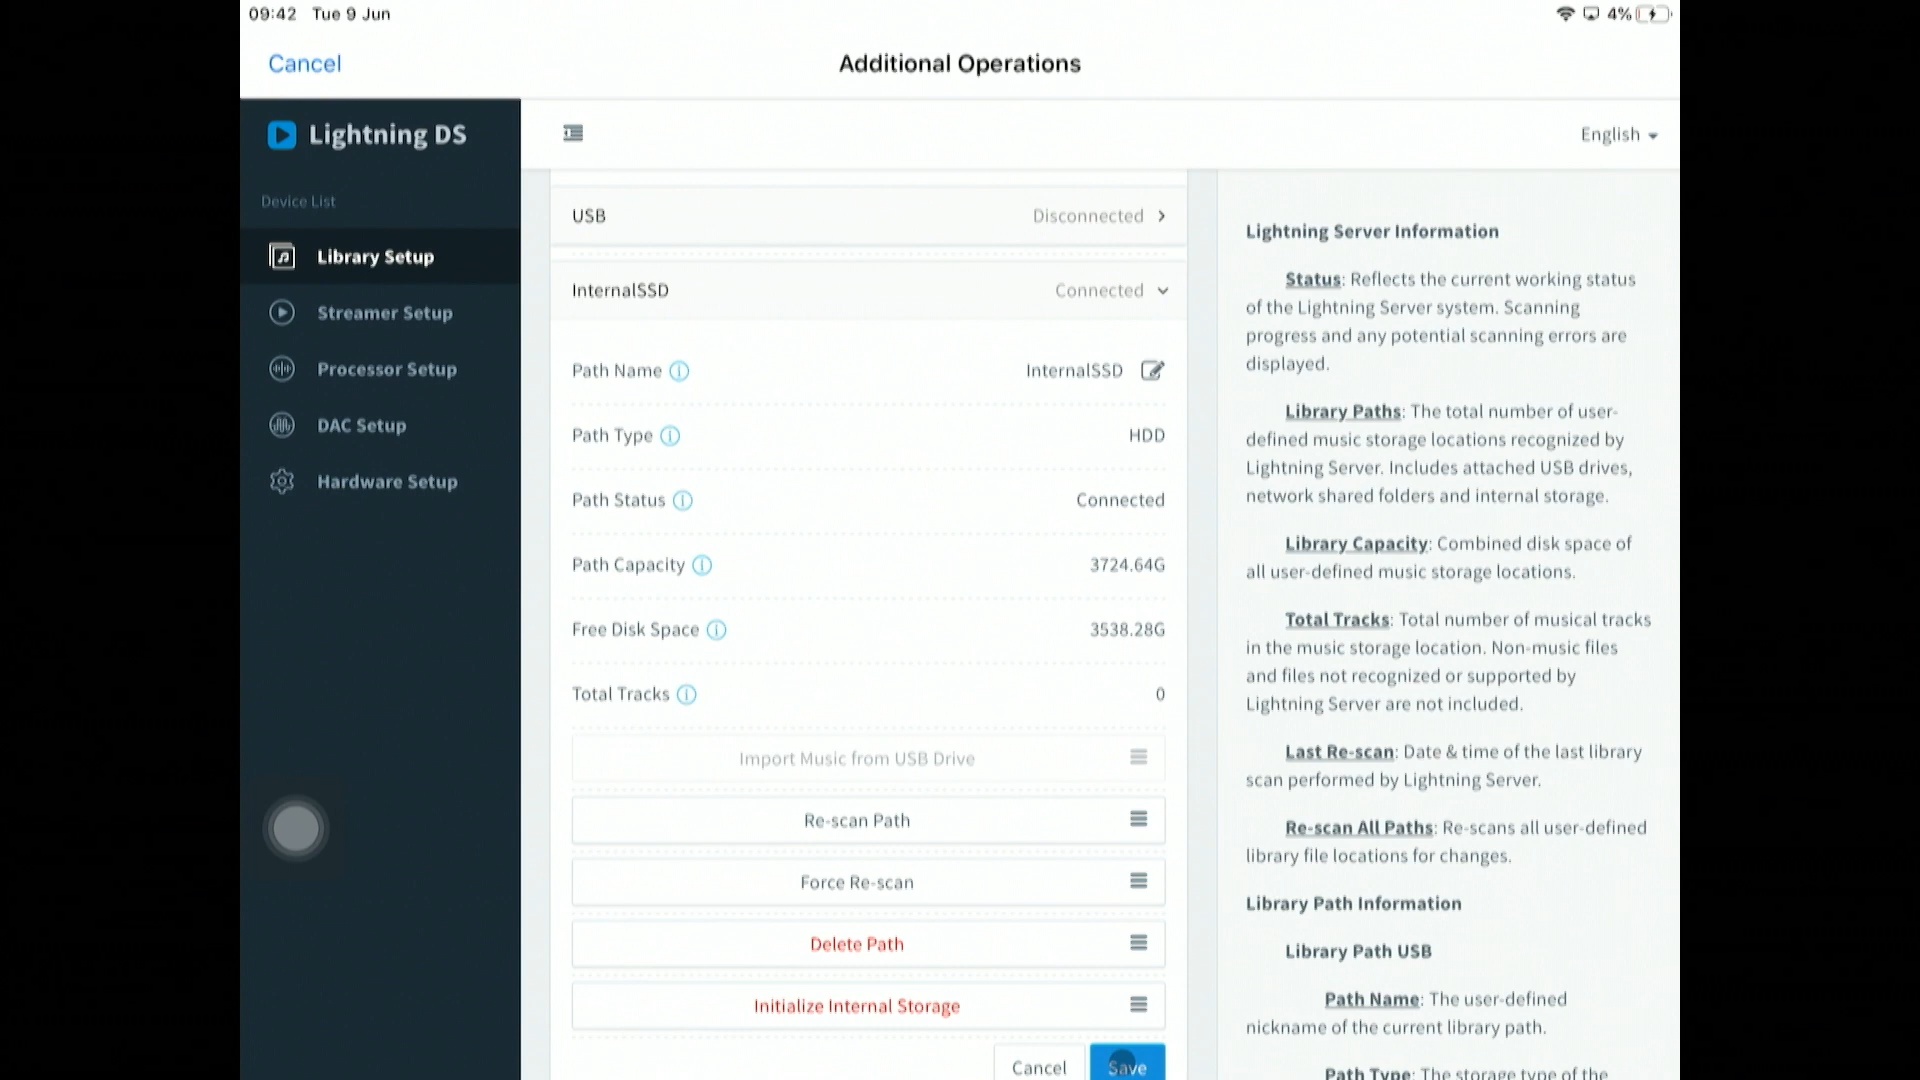 09:42 Tue 9 Jun
4%
Cancel
Additional Operations
Lightning DS
English
Device List
Library Setup
Streamer Setup
Processor Setup
DAC Setup
Hardware Setup
USB
Disconnected
InternalSSD
Connected
Path Name
InternalSSD
Path Type
HDD
Path Status
Connected
Path Capacity
3724.64G
Free Disk Space
3538.28G
Total Tracks
0
Import Music from USB Drive
Re-scan Path
Force Re-scan
Delete Path
Initialize Internal Storage
Cancel
Save
Lightning Server Information
Status: Reflects the current working status
of the Lightning Server system. Scanning
progress and any potential scanning errors are
displayed.
Library Paths: The total number of user-
defined music storage locations recognized by
Lightning Server. Includes attached USB drives,
network shared folders and internal storage.
Library Capacity: Combined disk space of
all user-defined music storage locations.
Total Tracks: Total number of musical tracks
in the music storage location. Non-music files
and files not recognized or supported by
Lightning Server are not included.
Last Re-scan: Date & time of the last library
scan performed by Lightning Server.
Re-scan All Paths: Re-scans all user-defined
library file locations for changes.
Library Path Information
Library Path USB
Path Name: The user-defined
nickname of the current library path.
Path Type: The storage type of the